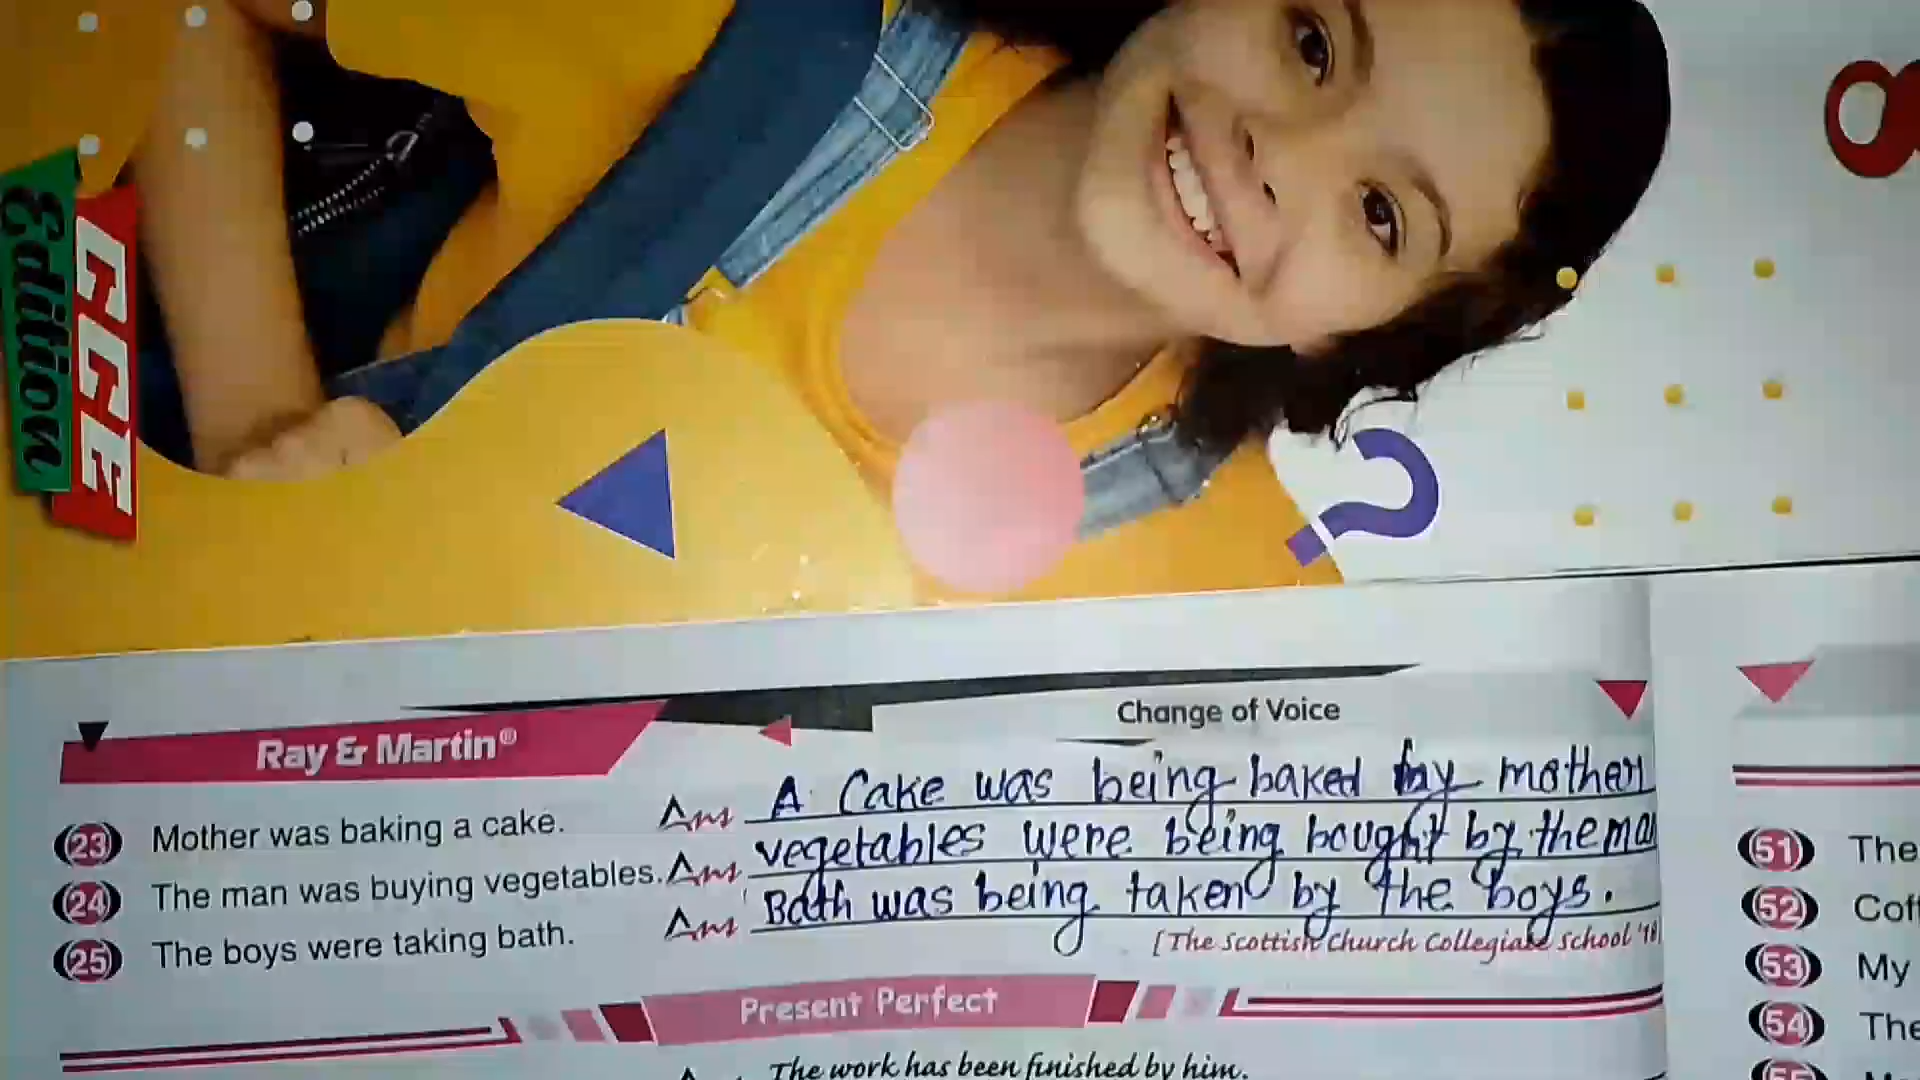 CCE
Edition
?
8
Ray & Martin®
Change of Voice
23 Mother was baking a cake. Ans A cake was being baked by mother
24 The man was buying vegetables. Ans vegetables were being bought by the man
25 The boys were taking bath. Ans Bath was being taken by the boys.
[The Scottish Church Collegiate School '18]
Present Perfect
The work has been finished by him.
51 The
52
53 My
54 The
55